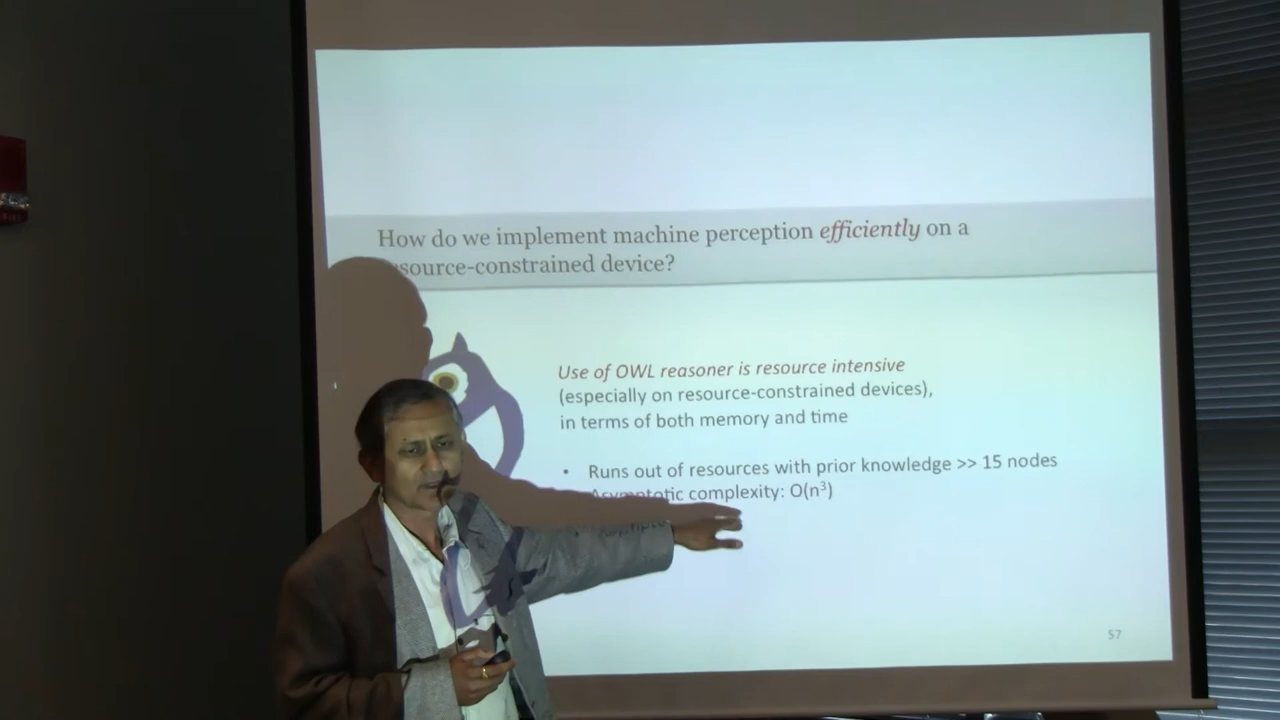 How do we implement machine perception efficiently on a
resource-constrained device?
Use of OWL reasoner is resource intensive
(especially on resource-constrained devices),
in terms of both memory and time
• Runs out of resources with prior knowledge >> 15 nodes
Asymptotic complexity: O(n³)
57